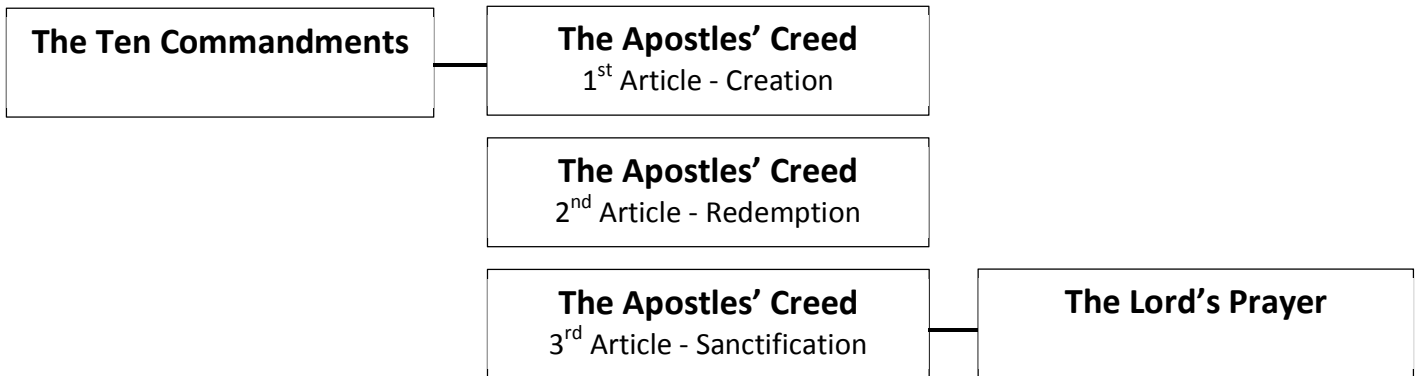 The Ten Commandments
The Apostles’ Creed
1st Article - Creation
The Apostles’ Creed
2nd Article - Redemption
The Apostles’ Creed
3rd Article - Sanctification
The Lord’s Prayer